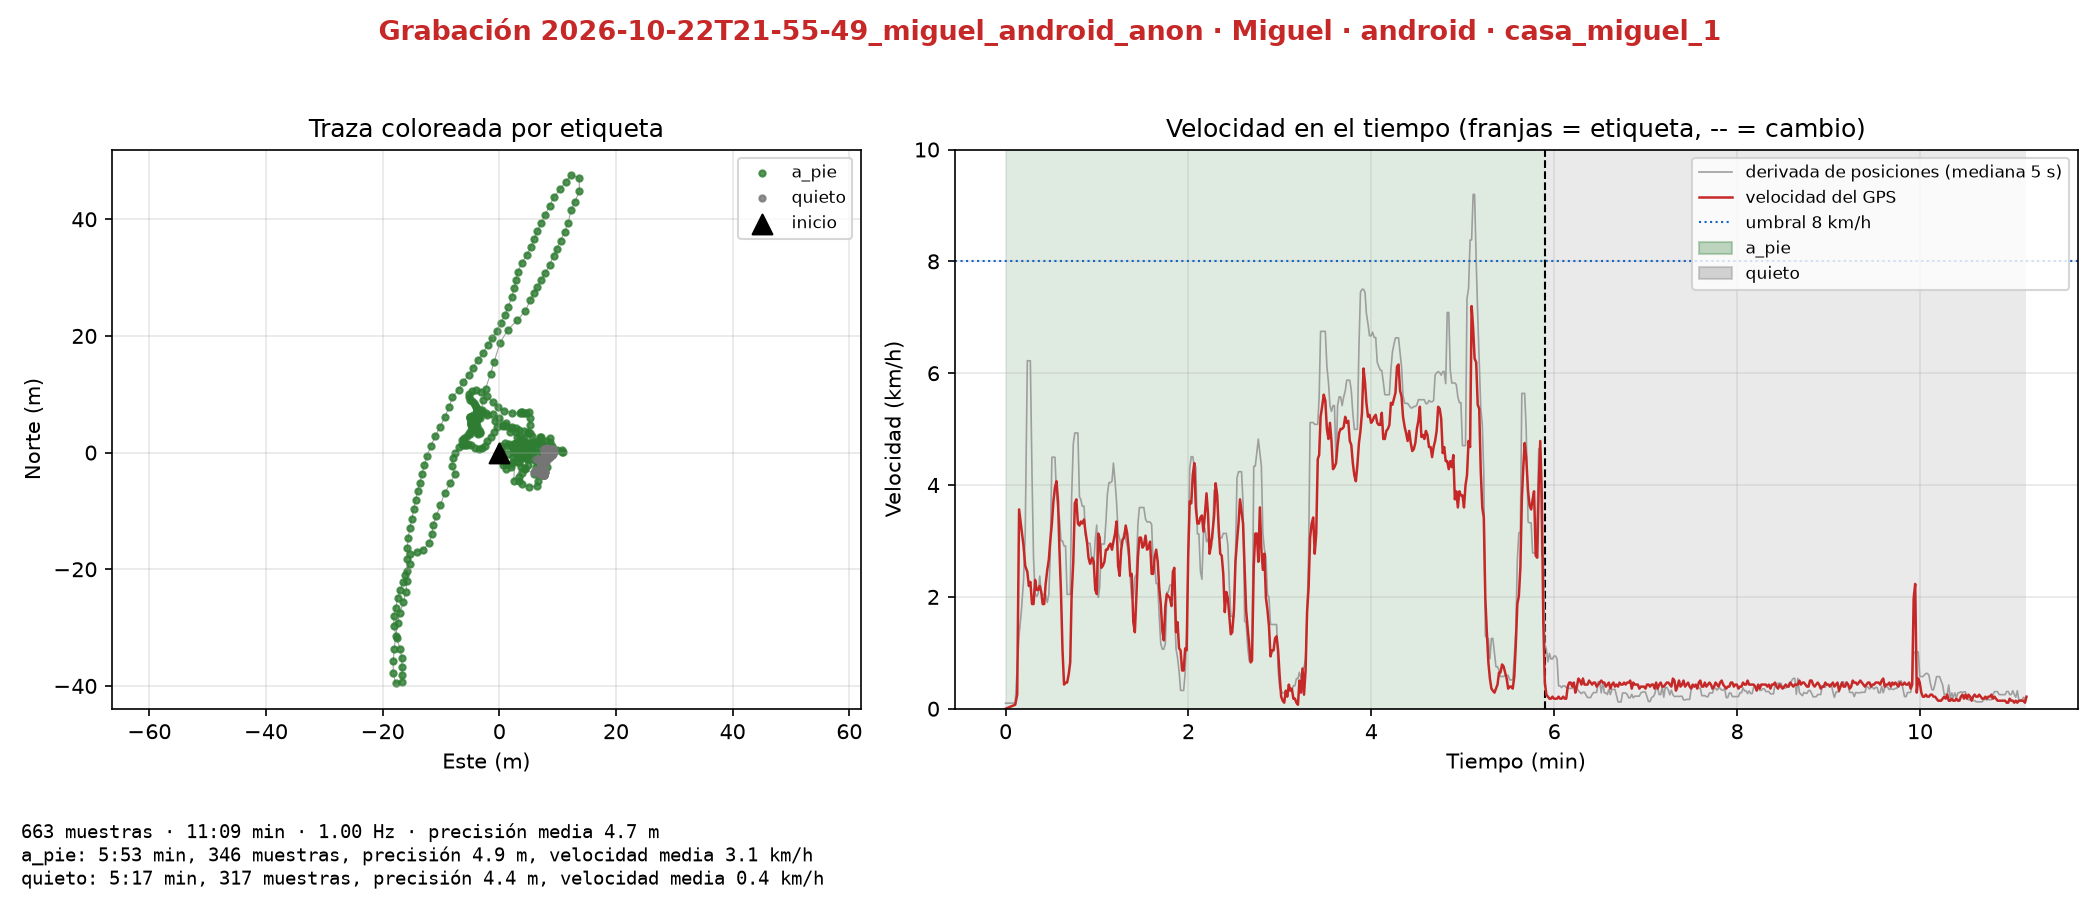 Grabación 2026-10-22T21-55-49_miguel_android_anon · Miguel · android · casa_miguel_1
Traza coloreada por etiqueta
a_pie
quieto
inicio
40
20
0
−20
−40
−60
−40
−20
0
20
40
60
Norte (m)
Este (m)
Velocidad en el tiempo (franjas = etiqueta, -- = cambio)
derivada de posiciones (mediana 5 s)
velocidad del GPS
umbral 8 km/h
a_pie
quieto
10
8
6
4
2
0
0
2
4
6
8
10
Velocidad (km/h)
Tiempo (min)
663 muestras · 11:09 min · 1.00 Hz · precisión media 4.7 m
a_pie: 5:53 min, 346 muestras, precisión 4.9 m, velocidad media 3.1 km/h
quieto: 5:17 min, 317 muestras, precisión 4.4 m, velocidad media 0.4 km/h